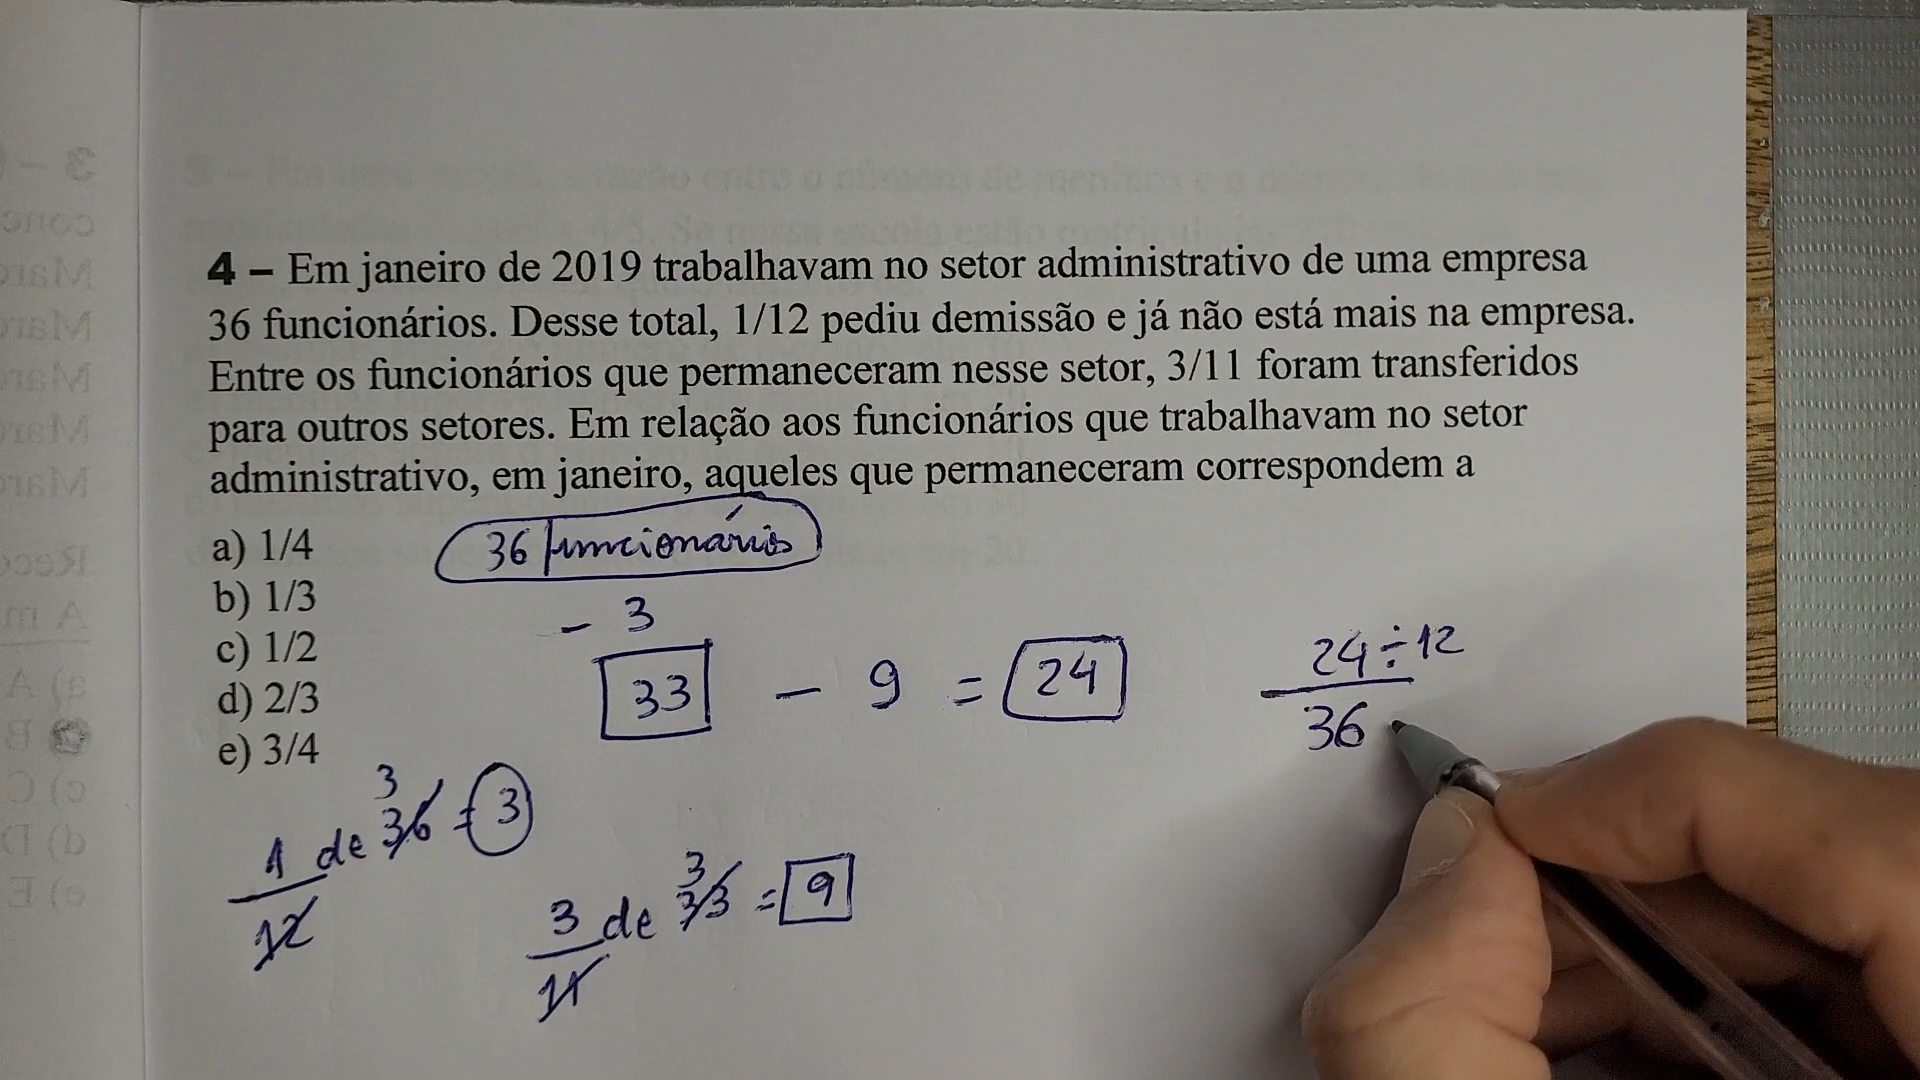 4 – Em janeiro de 2019 trabalhavam no setor administrativo de uma empresa
36 funcionários. Desse total, 1/12 pediu demissão e já não está mais na empresa.
Entre os funcionários que permaneceram nesse setor, 3/11 foram transferidos
para outros setores. Em relação aos funcionários que trabalhavam no setor
administrativo, em janeiro, aqueles que permaneceram correspondem a
a) 1/4
b) 1/3
c) 1/2
d) 2/3
e) 3/4
36 funcionários
- 3
33 - 9 = 24
24 ÷ 12
36
3
1 de 36 = 3
12
3
3 de 33 = 9
11